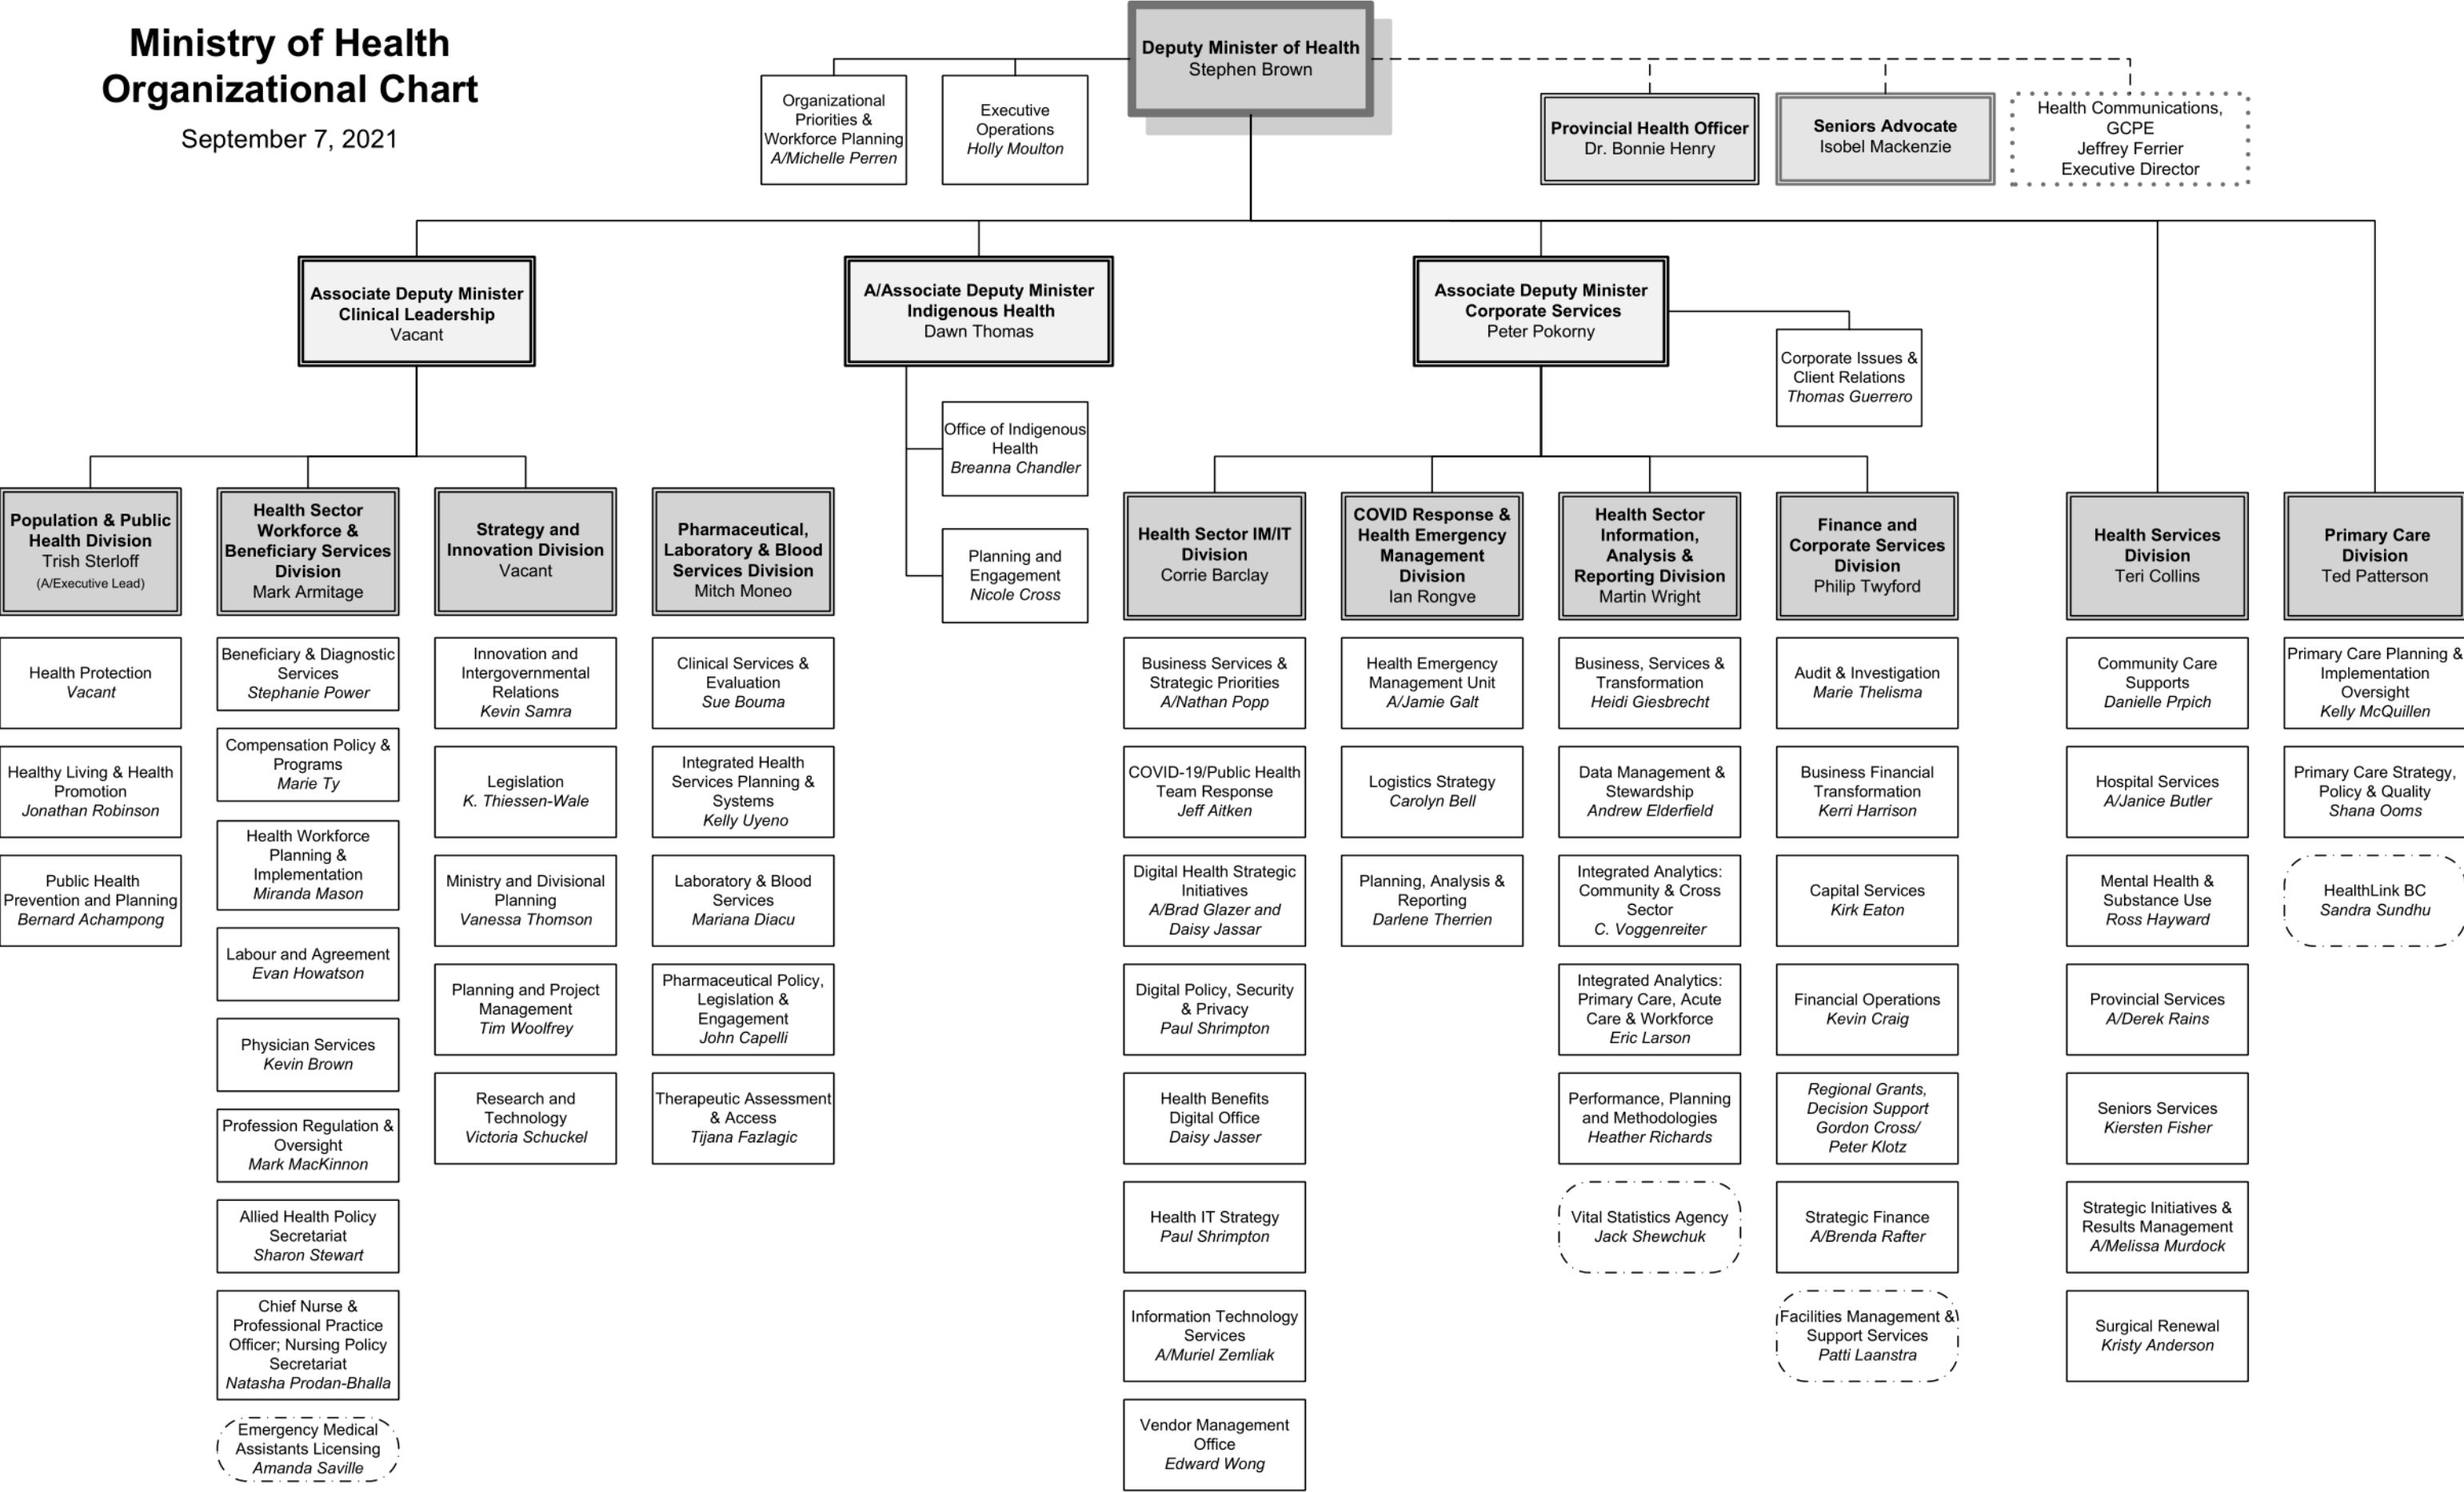 Ministry of Health
Organizational Chart
September 7, 2021
Deputy Minister of Health
Stephen Brown
Organizational
Priorities &
Workforce Planning
A/Michelle Perren
Executive
Operations
Holly Moulton
Provincial Health Officer
Dr. Bonnie Henry
Seniors Advocate
Isobel Mackenzie
Health Communications,
GCPE
Jeffrey Ferrier
Executive Director
Associate Deputy Minister
Clinical Leadership
Vacant
A/Associate Deputy Minister
Indigenous Health
Dawn Thomas
Associate Deputy Minister
Corporate Services
Peter Pokorny
Corporate Issues &
Client Relations
Thomas Guerrero
Office of Indigenous
Health
Breanna Chandler
Planning and
Engagement
Nicole Cross
Population & Public
Health Division
Trish Sterloff
(A/Executive Lead)
Health Protection
Vacant
Healthy Living & Health
Promotion
Jonathan Robinson
Public Health
Prevention and Planning
Bernard Achampong
Health Sector
Workforce &
Beneficiary Services
Division
Mark Armitage
Beneficiary & Diagnostic
Services
Stephanie Power
Compensation Policy &
Programs
Marie Ty
Health Workforce
Planning &
Implementation
Miranda Mason
Labour and Agreement
Evan Howatson
Physician Services
Kevin Brown
Profession Regulation &
Oversight
Mark MacKinnon
Allied Health Policy
Secretariat
Sharon Stewart
Chief Nurse &
Professional Practice
Officer; Nursing Policy
Secretariat
Natasha Prodan-Bhalla
Emergency Medical
Assistants Licensing
Amanda Saville
Strategy and
Innovation Division
Vacant
Innovation and
Intergovernmental
Relations
Kevin Samra
Legislation
K. Thiessen-Wale
Ministry and Divisional
Planning
Vanessa Thomson
Planning and Project
Management
Tim Woolfrey
Research and
Technology
Victoria Schuckel
Pharmaceutical,
Laboratory & Blood
Services Division
Mitch Moneo
Clinical Services &
Evaluation
Sue Bouma
Integrated Health
Services Planning &
Systems
Kelly Uyeno
Laboratory & Blood
Services
Mariana Diacu
Pharmaceutical Policy,
Legislation &
Engagement
John Capelli
Therapeutic Assessment
& Access
Tijana Fazlagic
Health Sector IM/IT
Division
Corrie Barclay
Business Services &
Strategic Priorities
A/Nathan Popp
COVID-19/Public Health
Team Response
Jeff Aitken
Digital Health Strategic
Initiatives
A/Brad Glazer and
Daisy Jassar
Digital Policy, Security
& Privacy
Paul Shrimpton
Health Benefits
Digital Office
Daisy Jasser
Health IT Strategy
Paul Shrimpton
Information Technology
Services
A/Muriel Zemliak
Vendor Management
Office
Edward Wong
COVID Response &
Health Emergency
Management
Division
Ian Rongve
Health Emergency
Management Unit
A/Jamie Galt
Logistics Strategy
Carolyn Bell
Planning, Analysis &
Reporting
Darlene Therrien
Health Sector
Information,
Analysis &
Reporting Division
Martin Wright
Business, Services &
Transformation
Heidi Giesbrecht
Data Management &
Stewardship
Andrew Elderfield
Integrated Analytics:
Community & Cross
Sector
C. Voggenreiter
Integrated Analytics:
Primary Care, Acute
Care & Workforce
Eric Larson
Performance, Planning
and Methodologies
Heather Richards
Vital Statistics Agency
Jack Shewchuk
Finance and
Corporate Services
Division
Philip Twyford
Audit & Investigation
Marie Thelisma
Business Financial
Transformation
Kerri Harrison
Capital Services
Kirk Eaton
Financial Operations
Kevin Craig
Regional Grants,
Decision Support
Gordon Cross/
Peter Klotz
Strategic Finance
A/Brenda Rafter
Facilities Management &
Support Services
Patti Laanstra
Health Services
Division
Teri Collins
Community Care
Supports
Danielle Prpich
Hospital Services
A/Janice Butler
Mental Health &
Substance Use
Ross Hayward
Provincial Services
A/Derek Rains
Seniors Services
Kiersten Fisher
Strategic Initiatives &
Results Management
A/Melissa Murdock
Surgical Renewal
Kristy Anderson
Primary Care
Division
Ted Patterson
Primary Care Planning &
Implementation
Oversight
Kelly McQuillen
Primary Care Strategy,
Policy & Quality
Shana Ooms
HealthLink BC
Sandra Sundhu